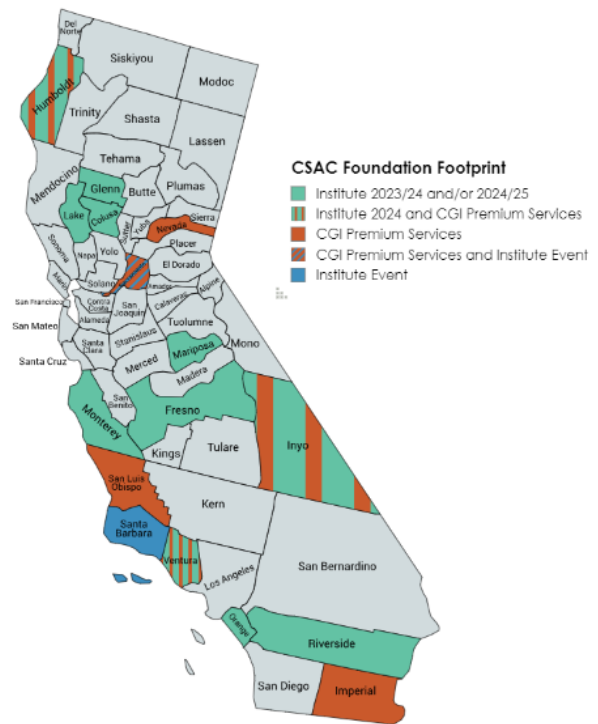 Del
Norte
Siskiyou
Modoc
Humboldt
Trinity
Shasta
Lassen
Tehama
Mendocino
Glenn
Butte
Plumas
Lake
Colusa
Sutter
Yuba
Nevada
Sierra
Placer
Sonoma
Napa
Yolo
El Dorado
Marin
Solano
Amador
Alpine
San Francisco
Contra
Costa
San
Joaquin
Calaveras
Alameda
Tuolumne
Mono
San Mateo
Santa
Clara
Stanislaus
Mariposa
Santa Cruz
Merced
Madera
San
Benito
Fresno
Monterey
Inyo
Kings
Tulare
San Luis
Obispo
Kern
Santa
Barbara
Ventura
Los Angeles
San Bernardino
Orange
Riverside
San Diego
Imperial
CSAC Foundation Footprint
Institute 2023/24 and/or 2024/25
Institute 2024 and CGI Premium Services
CGI Premium Services
CGI Premium Services and Institute Event
Institute Event